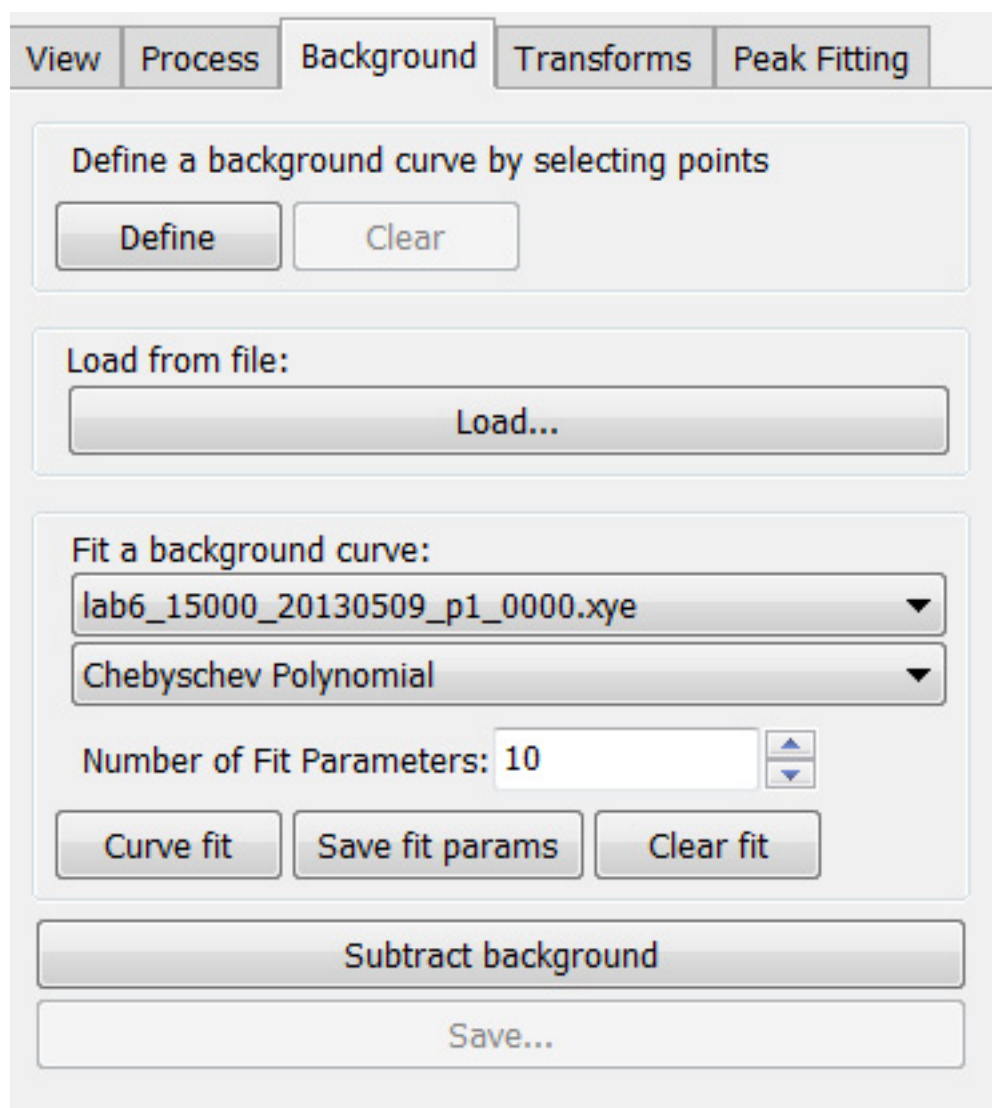 View Process Background Transforms Peak Fitting
Define a background curve by selecting points
Define Clear
Load from file:
Load...
Fit a background curve:
lab6_15000_20130509_p1_0000.xye
Chebyschev Polynomial
Number of Fit Parameters: 10
Curve fit Save fit params Clear fit
Subtract background
Save...